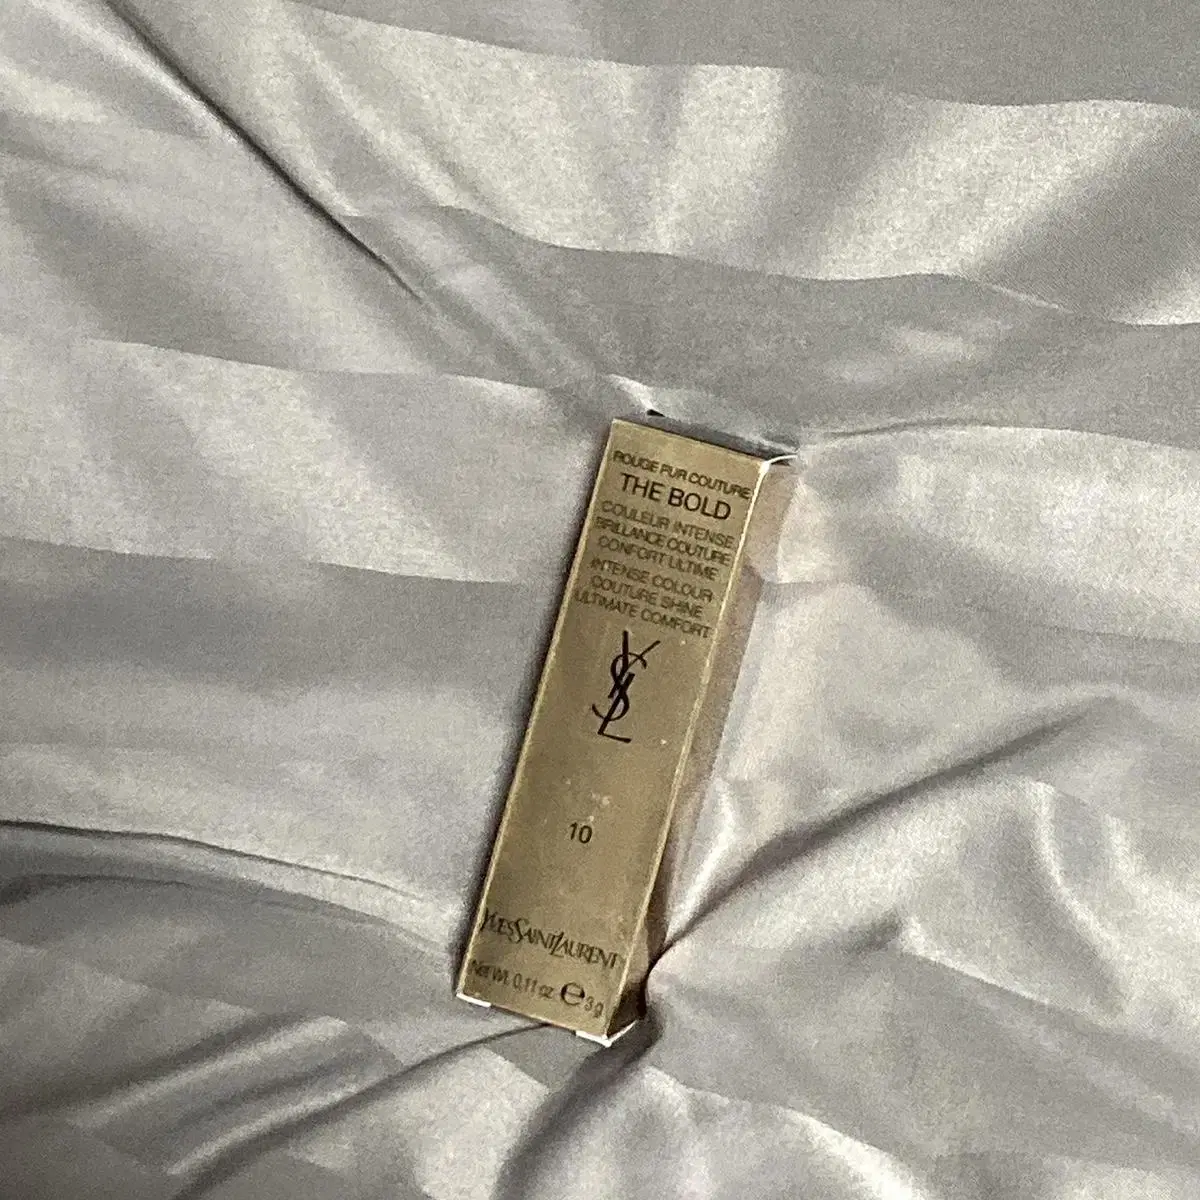 ROUGE PUR COUTURE
THE BOLD
COULEUR INTENSE
BRILLANCE COUTURE
CONFORT ULTIME
INTENSE COLOUR
COUTURE SHINE
ULTIMATE COMFORT
YSL
10
YVESSAINTLAURENT
Net Wt. 0.11 oz ℮ 3 g